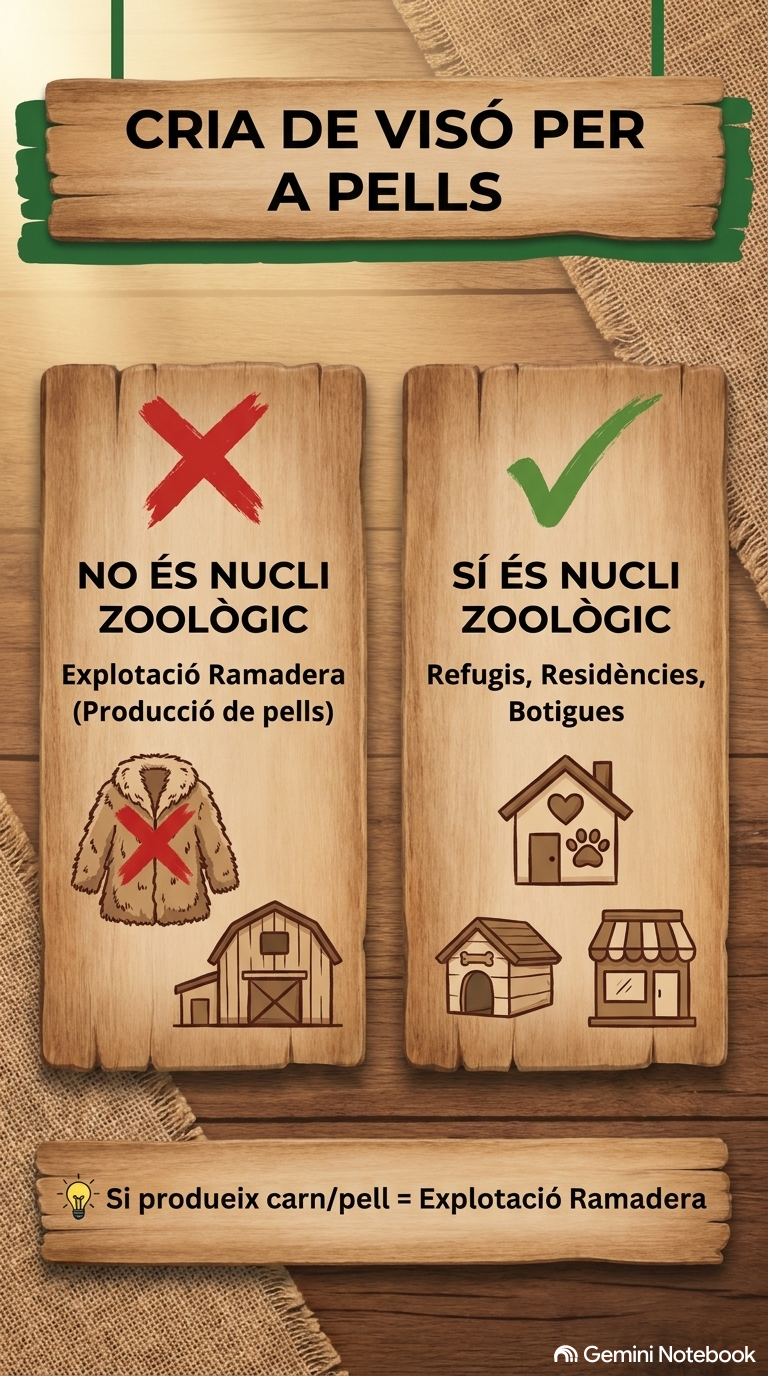 CRIA DE VISÓ PER
A PELLS
NO ÉS NUCLI
ZOOLÒGIC
Explotació Ramadera
(Producció de pells)
SÍ ÉS NUCLI
ZOOLÒGIC
Refugis, Residències,
Botigues
Si produeix carn/pell = Explotació Ramadera
Gemini Notebook